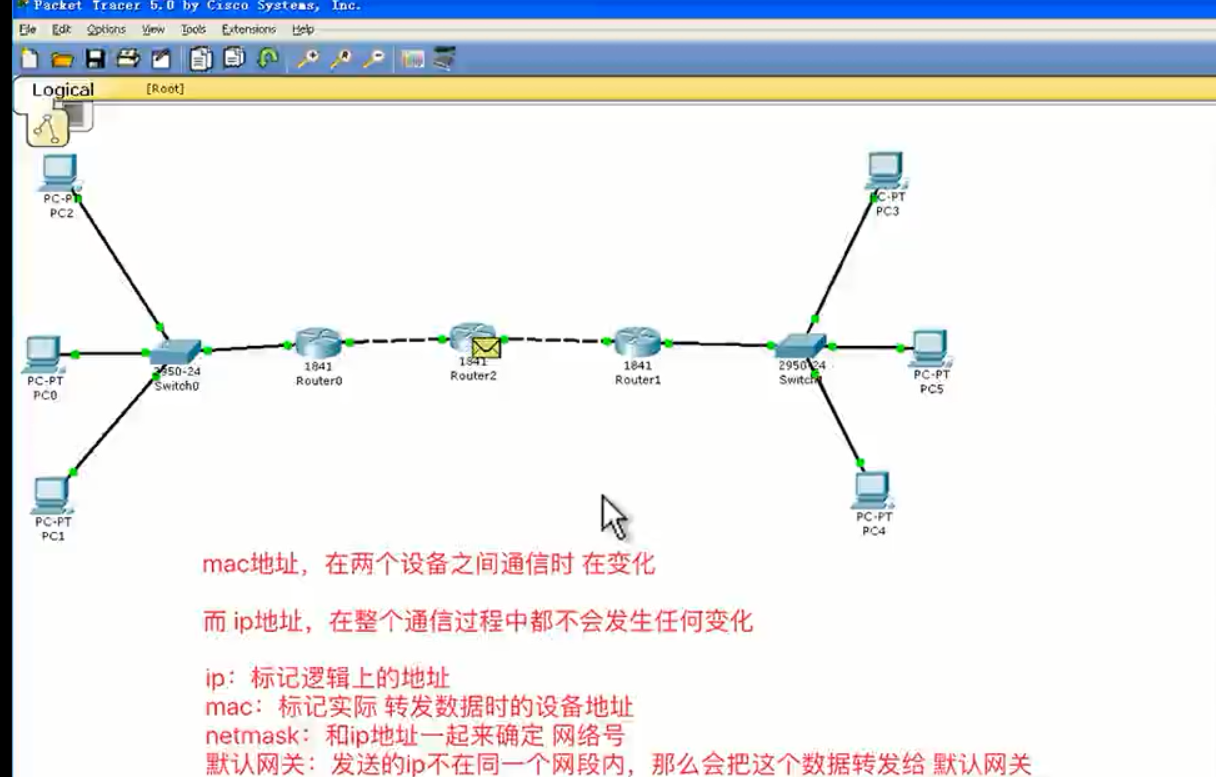 Packet Tracer 5.0 by Cisco Systems, Inc.
File Edit Options View Tools Extensions Help
Logical [Root]
PC-PT
PC2
PC-PT
PC3
PC-PT
PC0
2950-24
Switch0
1841
Router0
1841
Router2
1841
Router1
2950-24
PC-PT
PC5
PC-PT
PC1
PC-PT
PC4
mac地址，在两个设备之间通信时 在变化
而 ip地址，在整个通信过程中都不会发生任何变化
ip：标记逻辑上的地址
mac：标记实际 转发数据时的设备地址
netmask：和ip地址一起来确定 网络号
默认网关：发送的ip不在同一个网段内，那么会把这个数据转发给 默认网关